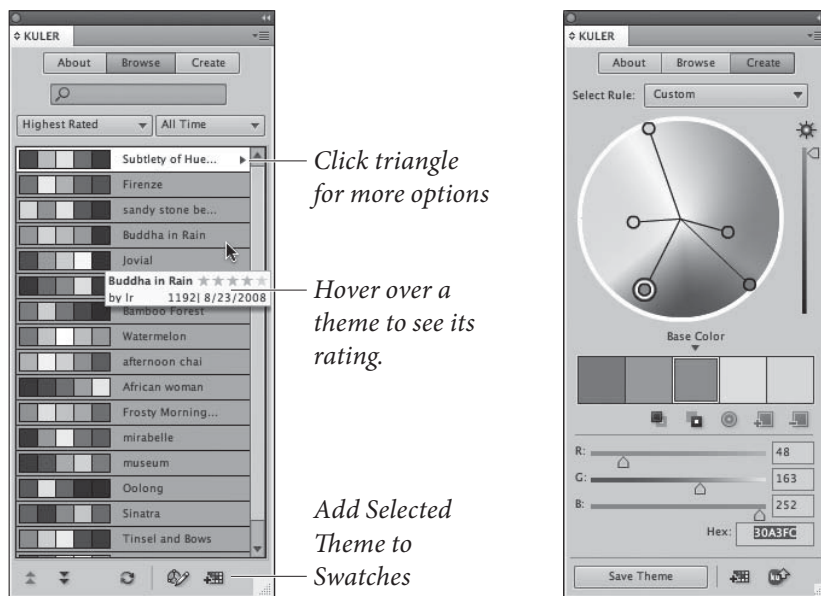 KULER
About Browse Create
Highest Rated All Time
Subtlety of Hue...
Firenze
sandy stone be...
Buddha in Rain
Jovial
Buddha in Rain
by lr 1192| 8/23/2008
Bamboo Forest
Watermelon
afternoon chai
African woman
Frosty Morning...
mirabelle
museum
Oolong
Sinatra
Tinsel and Bows
Click triangle
for more options
Hover over a
theme to see its
rating.
Add Selected
Theme to
Swatches
KULER
About Browse Create
Select Rule: Custom
Base Color
R: 48
G: 163
B: 252
Hex: 30A3FC
Save Theme